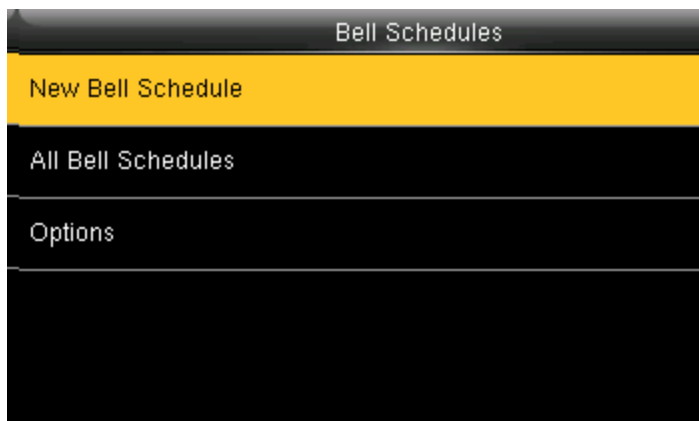 Bell Schedules
New Bell Schedule
All Bell Schedules
Options